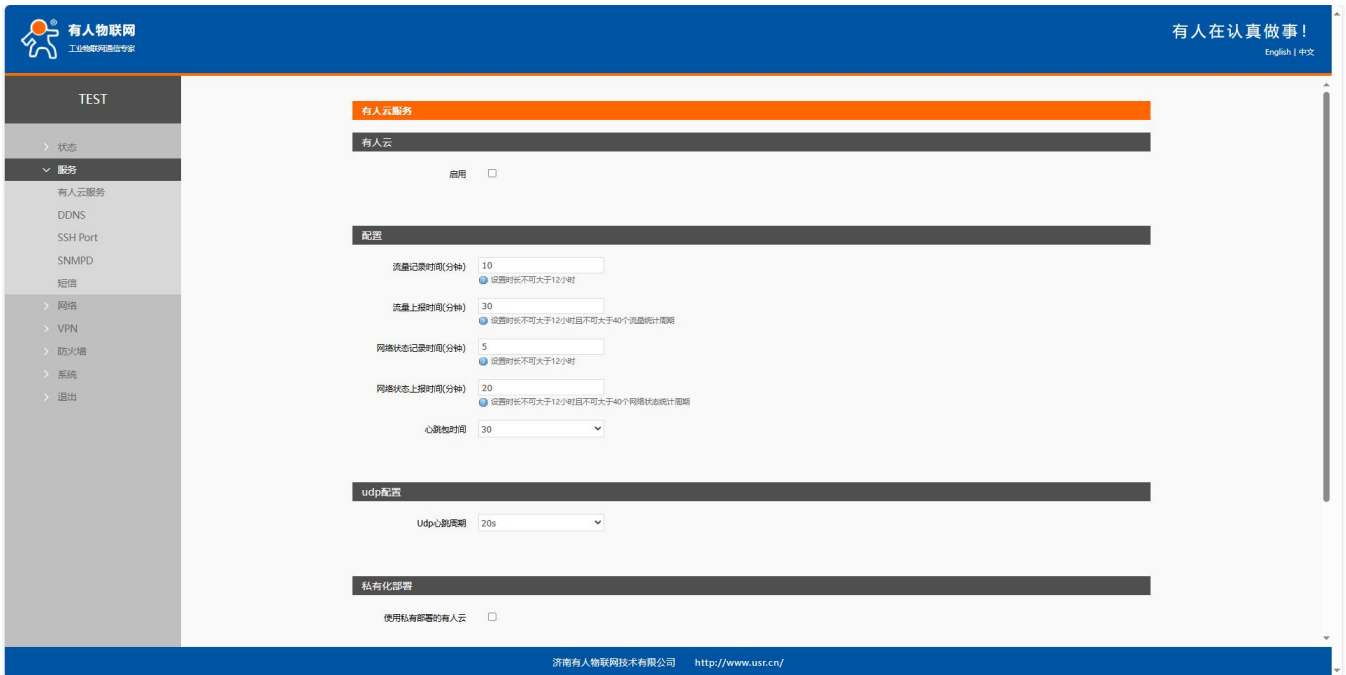 有人物联网
工业物联网通信专家
有人在认真做事!
English | 中文
TEST
状态
服务
有人云服务
DDNS
SSH Port
SNMPD
短信
网络
VPN
防火墙
系统
退出
有人云服务
有人云
启用
配置
流量记录时间(分钟) 10
设置时长不可大于12小时
流量上报时间(分钟) 30
设置时长不可大于12小时且不可大于40个流量统计周期
网络状态记录时间(分钟) 5
设置时长不可大于12小时
网络状态上报时间(分钟) 20
设置时长不可大于12小时且不可大于40个网络状态统计周期
心跳包时间 30
udp配置
Udp心跳周期 20s
私有化部署
使用私有部署的有人云
济南有人物联网技术有限公司 http://www.usr.cn/